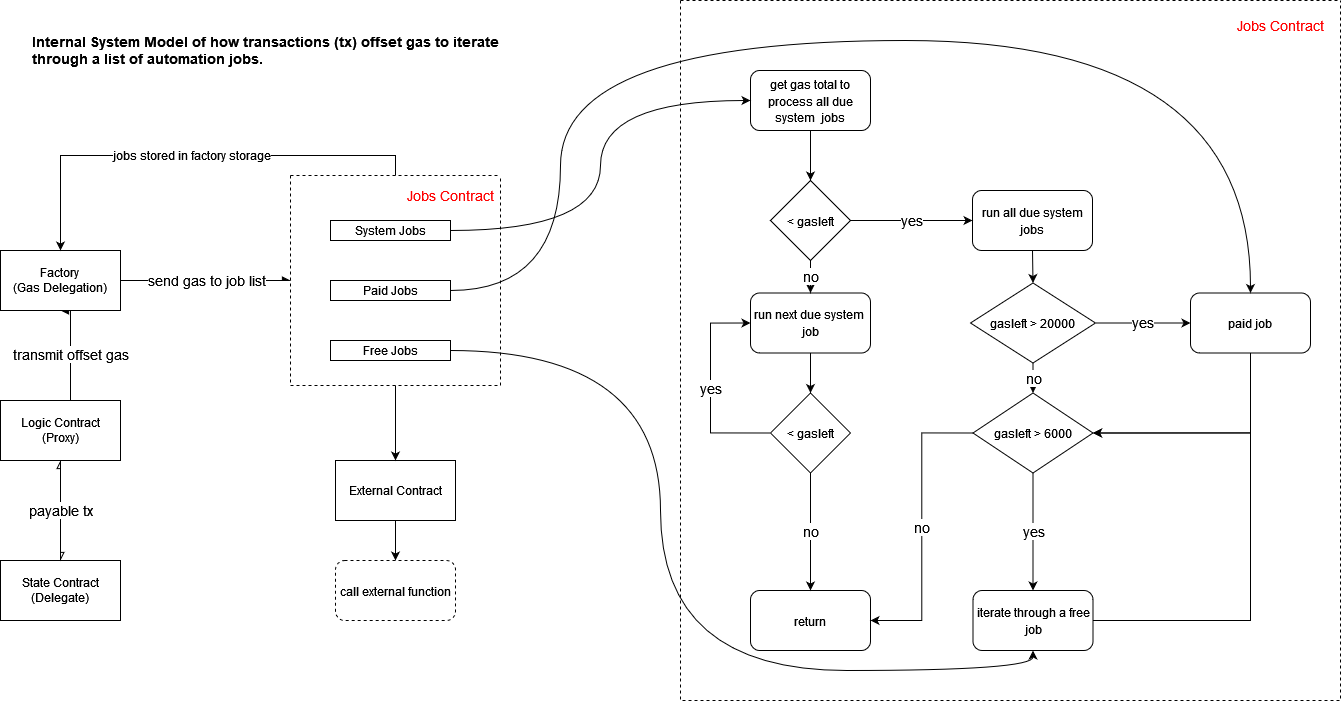 Internal System Model of how transactions (tx) offset gas to iterate
through a list of automation jobs.
jobs stored in factory storage
Jobs Contract
System Jobs
Paid Jobs
Free Jobs
Factory
(Gas Delegation)
send gas to job list
transmit offset gas
Logic Contract
(Proxy)
payable tx
State Contract
(Delegate)
External Contract
call external function
Jobs Contract
get gas total to
process all due
system jobs
< gasleft
yes
run all due system
jobs
no
run next due system
job
gasleft > 20000
yes
paid job
no
yes
< gasleft
gasleft > 6000
no
no
yes
return
iterate through a free
job